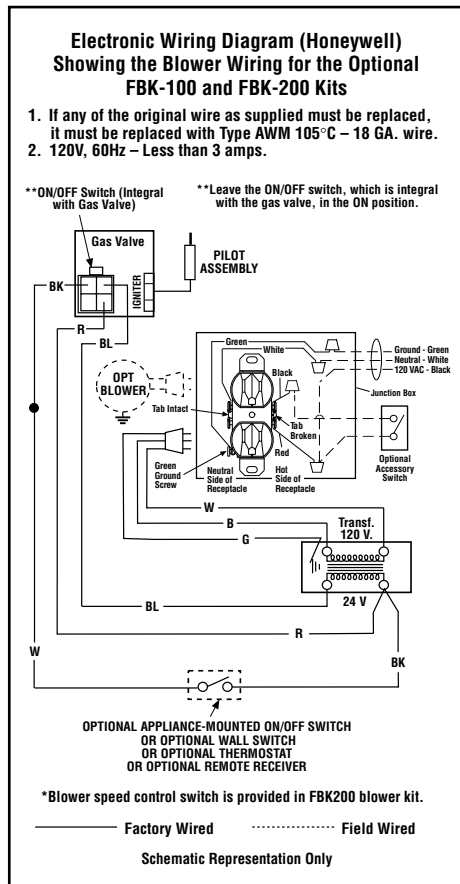 Electronic Wiring Diagram (Honeywell)
Showing the Blower Wiring for the Optional
FBK-100 and FBK-200 Kits
1. If any of the original wire as supplied must be replaced,
it must be replaced with Type AWM 105°C – 18 GA. wire.
2. 120V, 60Hz – Less than 3 amps.
**ON/OFF Switch (Integral
with Gas Valve)
**Leave the ON/OFF switch, which is integral
with the gas valve, in the ON position.
Gas Valve
PILOT
ASSEMBLY
IGNITER
BK
R
BL
Green
White
Ground - Green
Neutral - White
120 VAC - Black
OPT
BLOWER
Black
Junction Box
Tab Intact
Tab
Broken
Red
Green
Ground
Screw
Neutral
Side of
Receptacle
Hot
Side of
Receptacle
Optional
Accessory
Switch
W
B
G
Transf.
120 V.
24 V
BL
R
W
BK
OPTIONAL APPLIANCE-MOUNTED ON/OFF SWITCH
OR OPTIONAL WALL SWITCH
OR OPTIONAL THERMOSTAT
OR OPTIONAL REMOTE RECEIVER
*Blower speed control switch is provided in FBK200 blower kit.
Factory Wired
Field Wired
Schematic Representation Only